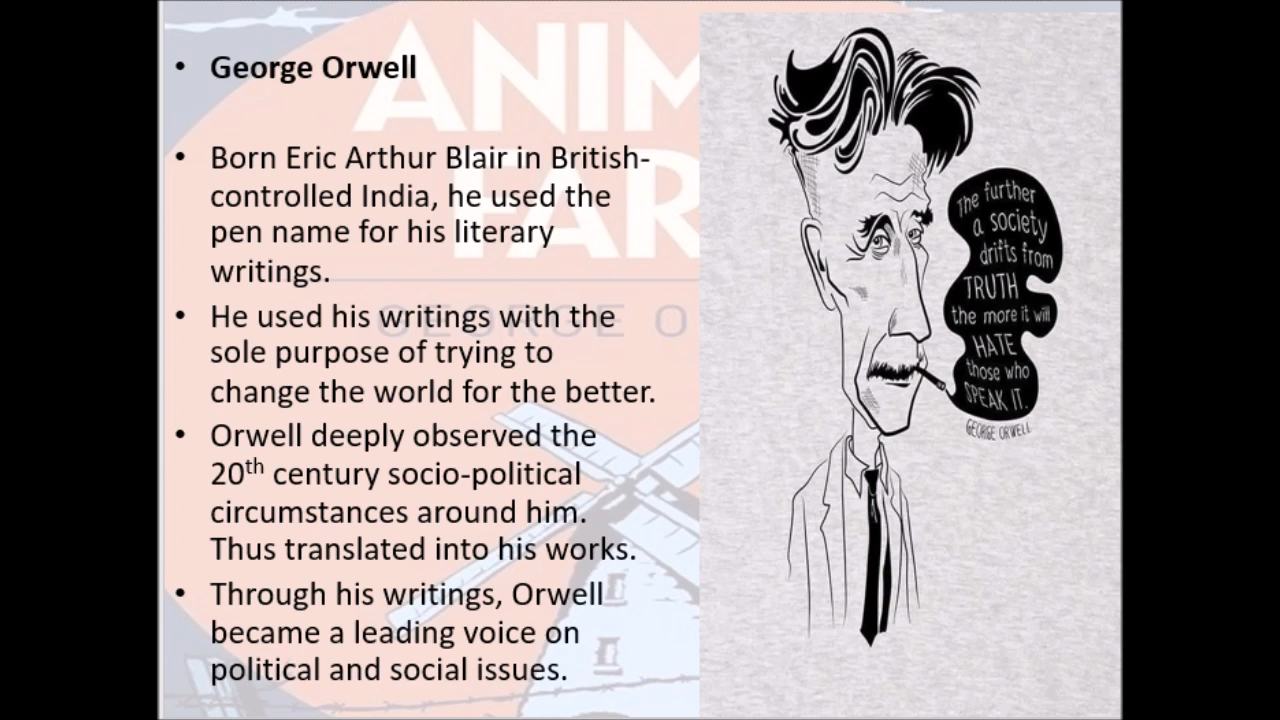 George Orwell
Born Eric Arthur Blair in British-
controlled India, he used the
pen name for his literary
writings.
He used his writings with the
sole purpose of trying to
change the world for the better.
Orwell deeply observed the
20th century socio-political
circumstances around him.
Thus translated into his works.
Through his writings, Orwell
became a leading voice on
political and social issues.
ANIM
FAR
GEORGE O
The further
a society
drifts from
TRUTH
the more it will
HATE
those who
SPEAK IT.
GEORGE ORWELL